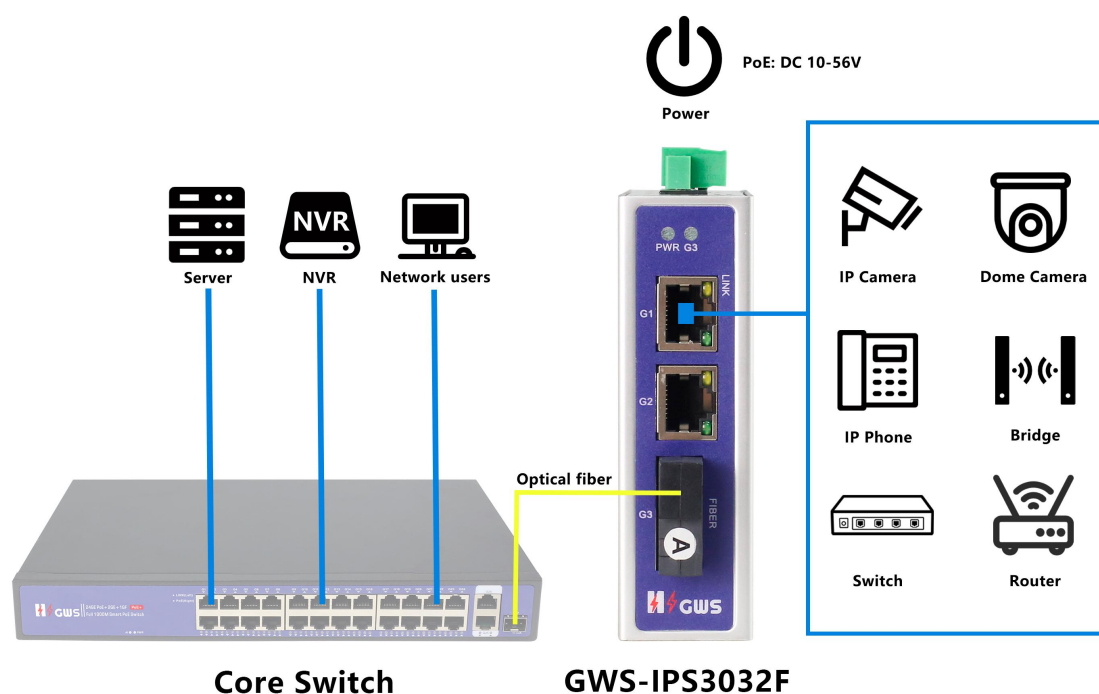 PoE: DC 10-56V
Power
NVR
Server
NVR
Network users
PWR G3
LINK
G1
G2
G3
FIBER
A
GWS
IP Camera
Dome Camera
IP Phone
Bridge
Switch
Router
Optical fiber
GWS
Core Switch
GWS-IPS3032F